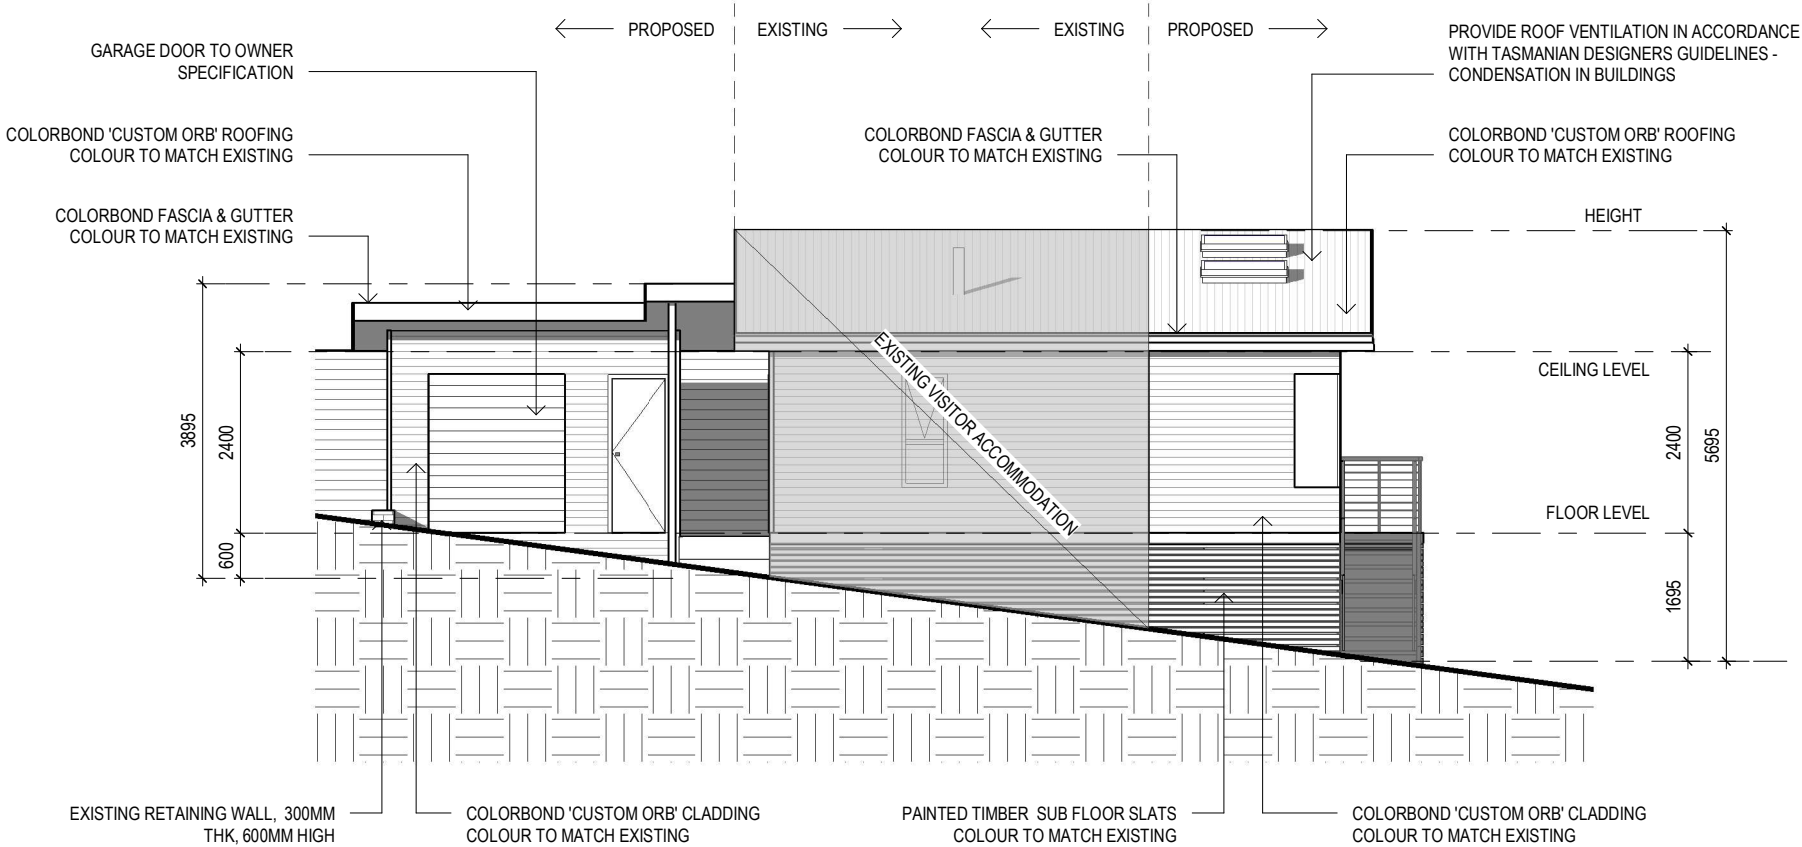 PROPOSED
EXISTING
EXISTING
PROPOSED
GARAGE DOOR TO OWNER
SPECIFICATION
PROVIDE ROOF VENTILATION IN ACCORDANCE
WITH TASMANIAN DESIGNERS GUIDELINES -
CONDENSATION IN BUILDINGS
COLORBOND 'CUSTOM ORB' ROOFING
COLOUR TO MATCH EXISTING
COLORBOND FASCIA & GUTTER
COLOUR TO MATCH EXISTING
COLORBOND 'CUSTOM ORB' ROOFING
COLOUR TO MATCH EXISTING
COLORBOND FASCIA & GUTTER
COLOUR TO MATCH EXISTING
HEIGHT
EXISTING VISITOR ACCOMMODATION
CEILING LEVEL
3895
2400
2400
5695
FLOOR LEVEL
600
1695
EXISTING RETAINING WALL, 300MM
THK, 600MM HIGH
COLORBOND 'CUSTOM ORB' CLADDING
COLOUR TO MATCH EXISTING
PAINTED TIMBER SUB FLOOR SLATS
COLOUR TO MATCH EXISTING
COLORBOND 'CUSTOM ORB' CLADDING
COLOUR TO MATCH EXISTING